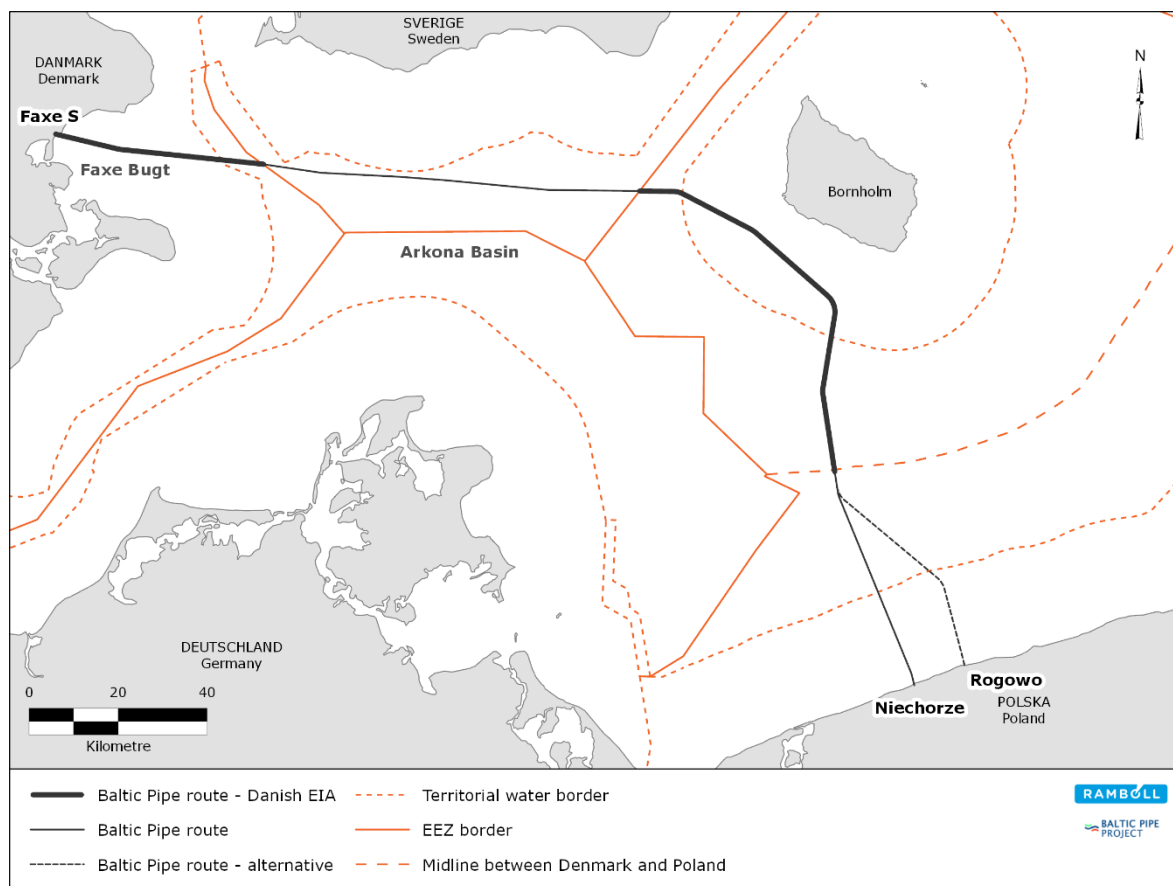 SVERIGE
Sweden
DANMARK
Denmark
N
Faxe S
Faxe Bugt
Bornholm
Arkona Basin
DEUTSCHLAND
Germany
0 20 40
Kilometre
Rogowo
Niechorze
POLSKA
Poland
Baltic Pipe route - Danish EIA
Territorial water border
RAMBOLL
Baltic Pipe route
EEZ border
BALTIC PIPE
PROJECT
Baltic Pipe route - alternative
Midline between Denmark and Poland